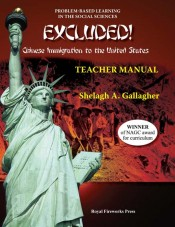 PROBLEM-BASED LEARNING
IN THE SOCIAL SCIENCES
EXCLUDED!
Chinese Immigration to the United States
TEACHER MANUAL
Shelagh A. Gallagher
WINNER
of NAGC award
for curriculum
Royal Fireworks Press